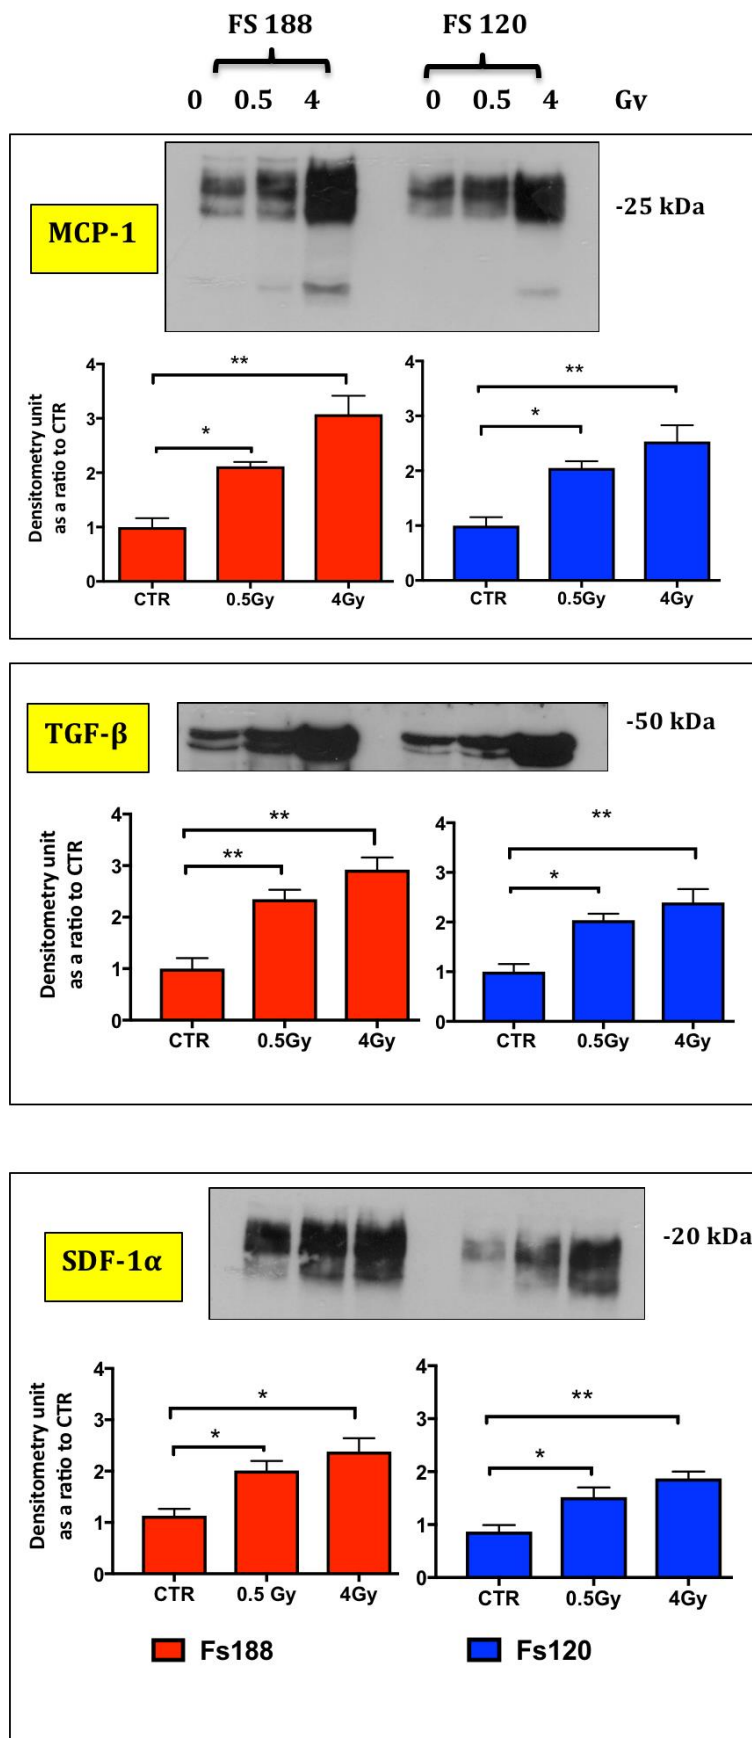 FS 188 FS 120
0 0.5 4 0 0.5 4 Gv
MCP-1
-25 kDa
Densitometry unit
as a ratio to CTR
4
3
2
1
0
**
*
CTR 0.5Gy 4Gy
4
3
2
1
0
**
*
CTR 0.5Gy 4Gy
TGF-β
-50 kDa
Densitometry unit
as a ratio to CTR
4
3
2
1
0
**
**
CTR 0.5Gy 4Gy
4
3
2
1
0
**
*
CTR 0.5Gy 4Gy
SDF-1α
-20 kDa
Densitometry unit
as a ratio to CTR
4
3
2
1
0
*
*
CTR 0.5 Gy 4Gy
4
3
2
1
0
**
*
CTR 0.5Gy 4Gy
Fs188 Fs120